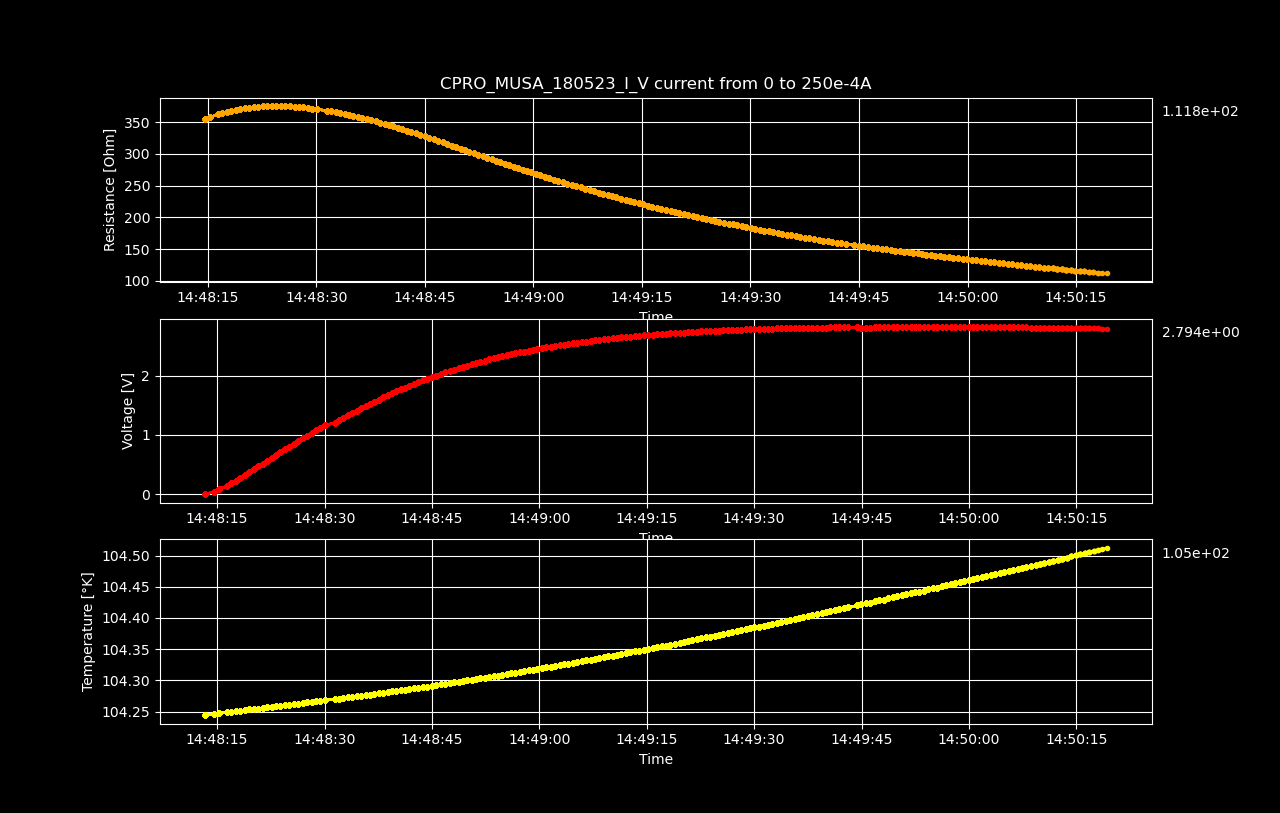 CPRO_MUSA_180523_I_V current from 0 to 250e-4A
1.118e+02
Resistance [Ohm]
350
300
250
200
150
100
14:48:15 14:48:30 14:48:45 14:49:00 14:49:15 14:49:30 14:49:45 14:50:00 14:50:15
Time
2.794e+00
Voltage [V]
2
1
0
14:48:15 14:48:30 14:48:45 14:49:00 14:49:15 14:49:30 14:49:45 14:50:00 14:50:15
Time
1.05e+02
Temperature [°K]
104.50
104.45
104.40
104.35
104.30
104.25
14:48:15 14:48:30 14:48:45 14:49:00 14:49:15 14:49:30 14:49:45 14:50:00 14:50:15
Time